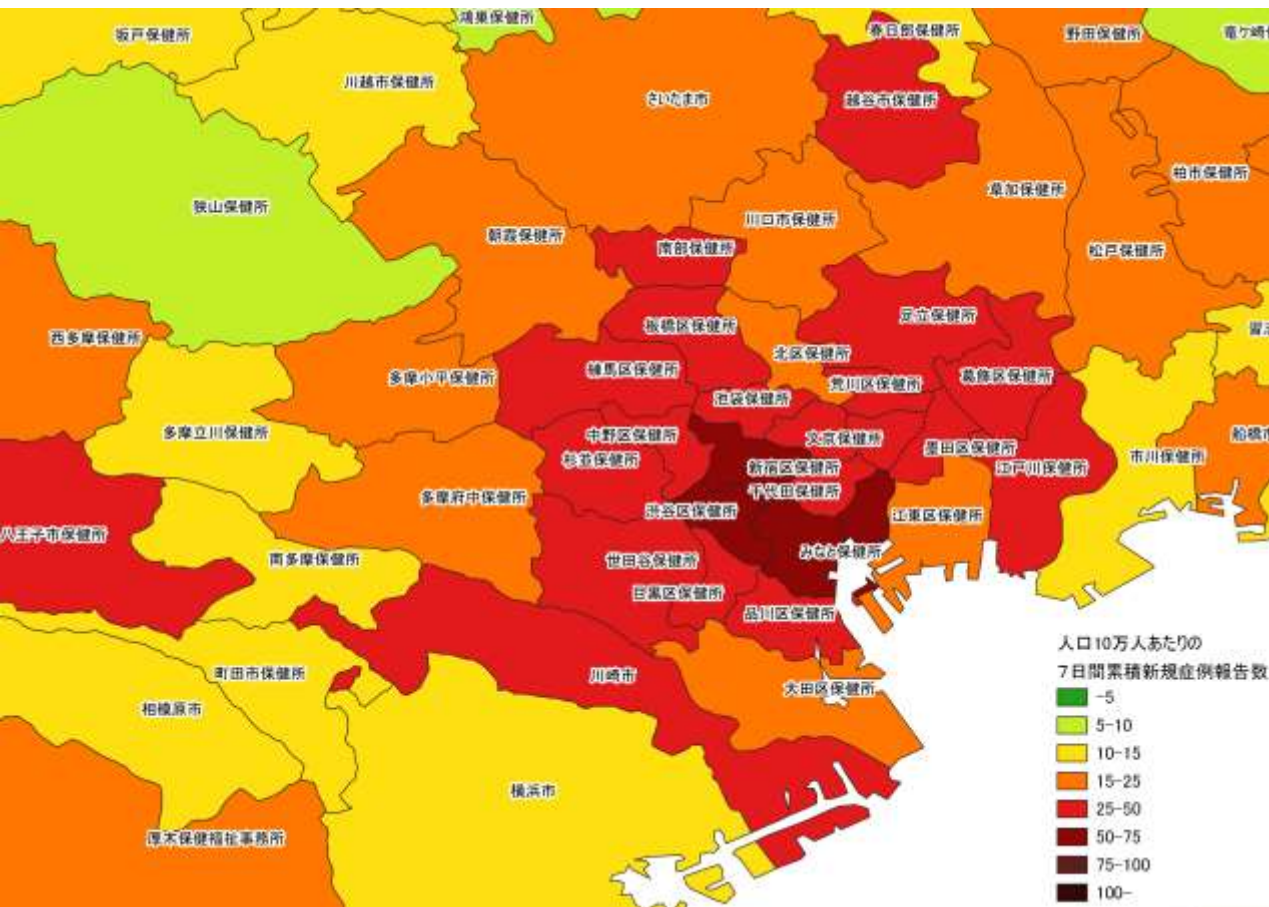 鴻巣保健所
坂戸保健所
春日部保健所
野田保健所
竜ケ崎
川越市保健所
さいたま市
越谷市保健所
柏市保健所
草加保健所
狭山保健所
川口市保健所
朝霞保健所
南部保健所
松戸保健所
足立保健所
板橋区保健所
西多摩保健所
北区保健所
練馬区保健所
多摩小平保健所
荒川区保健所
葛飾区保健所
池袋保健所
多摩立川保健所
中野区保健所
文京保健所
船橋市
墨田区保健所
市川保健所
杉並保健所
新宿区保健所
江戸川保健所
千代田保健所
多摩府中保健所
渋谷区保健所
江東区保健所
八王子市保健所
みなと保健所
南多摩保健所
世田谷保健所
目黒区保健所
品川区保健所
町田市保健所
川崎市
大田区保健所
相模原市
横浜市
厚木保健福祉事務所
人口10万人あたりの
7日間累積新規症例報告数
-5
5-10
10-15
15-25
25-50
50-75
75-100
100-